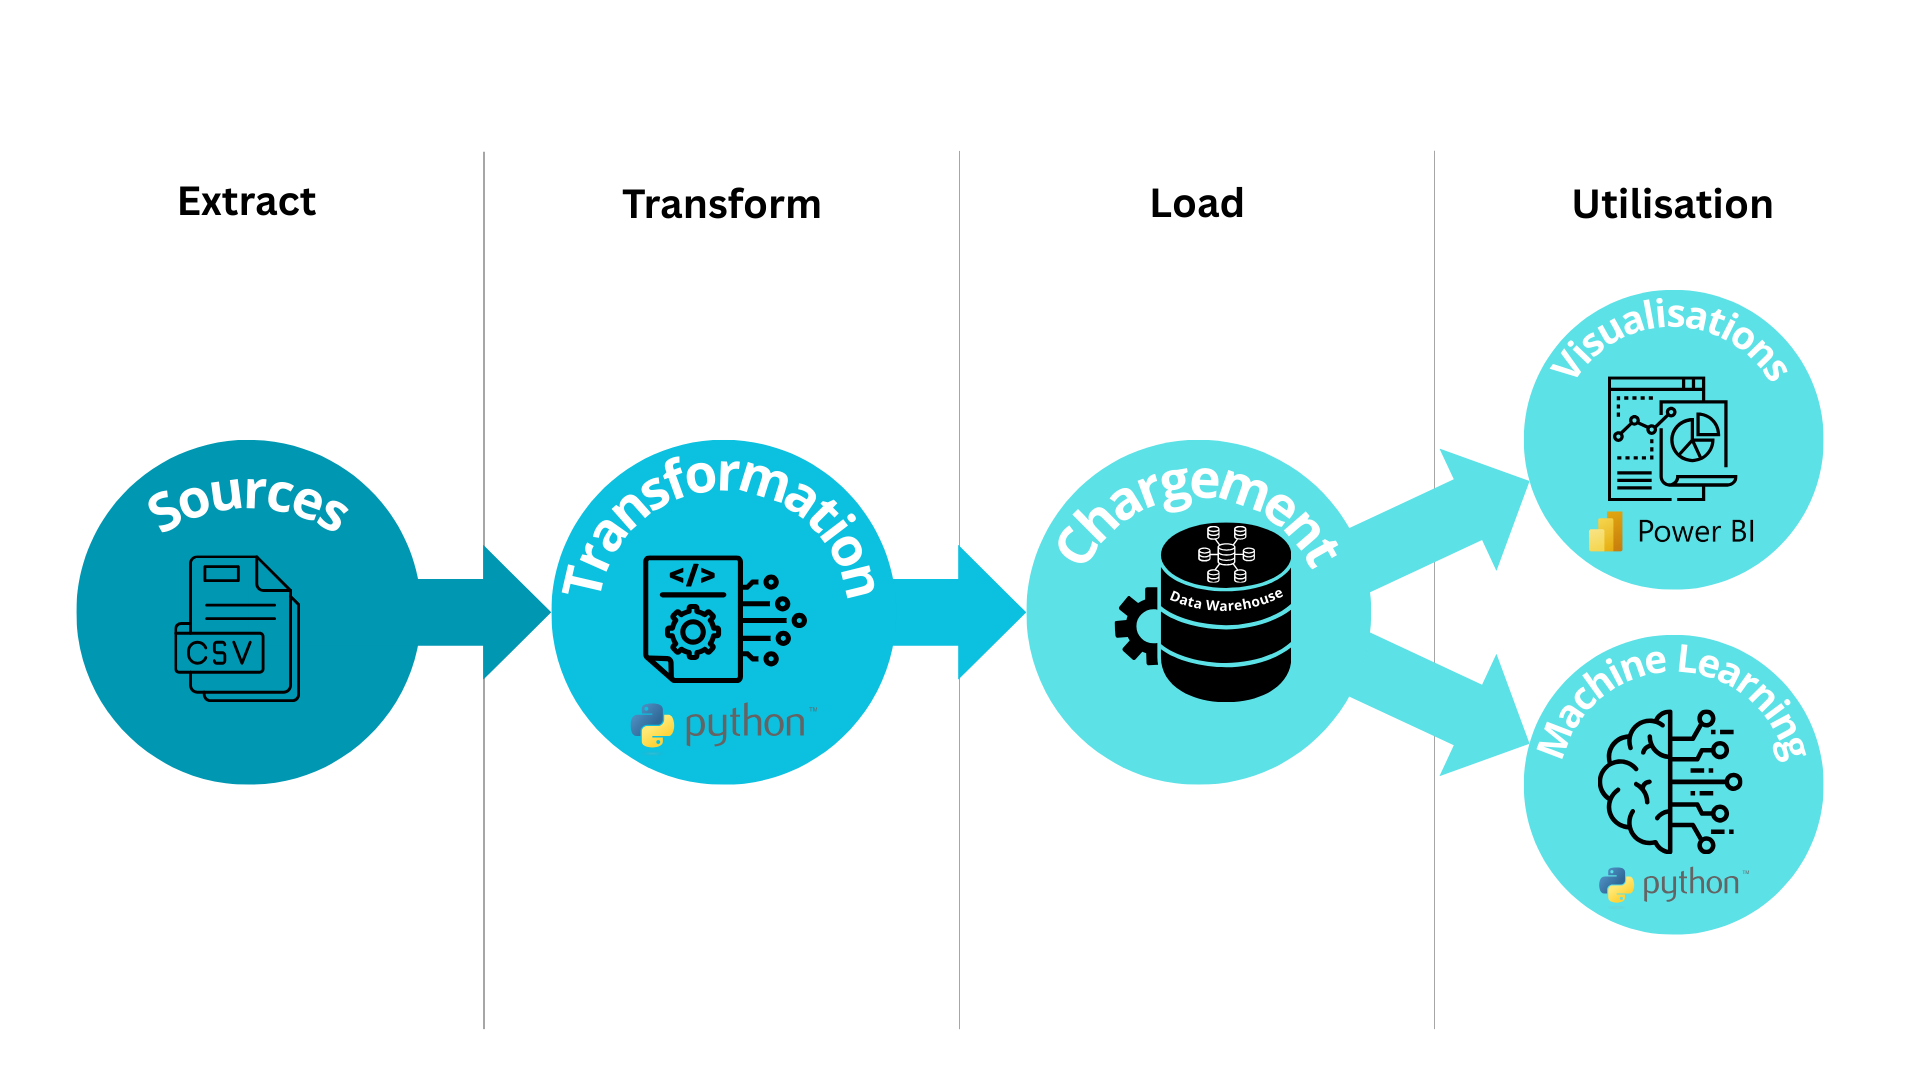 Extract
Transform
Load
Utilisation
Sources
CSV
Transformation
</>
python™
Chargement
Data Warehouse
Visualisations
Power BI
Machine Learning
python™